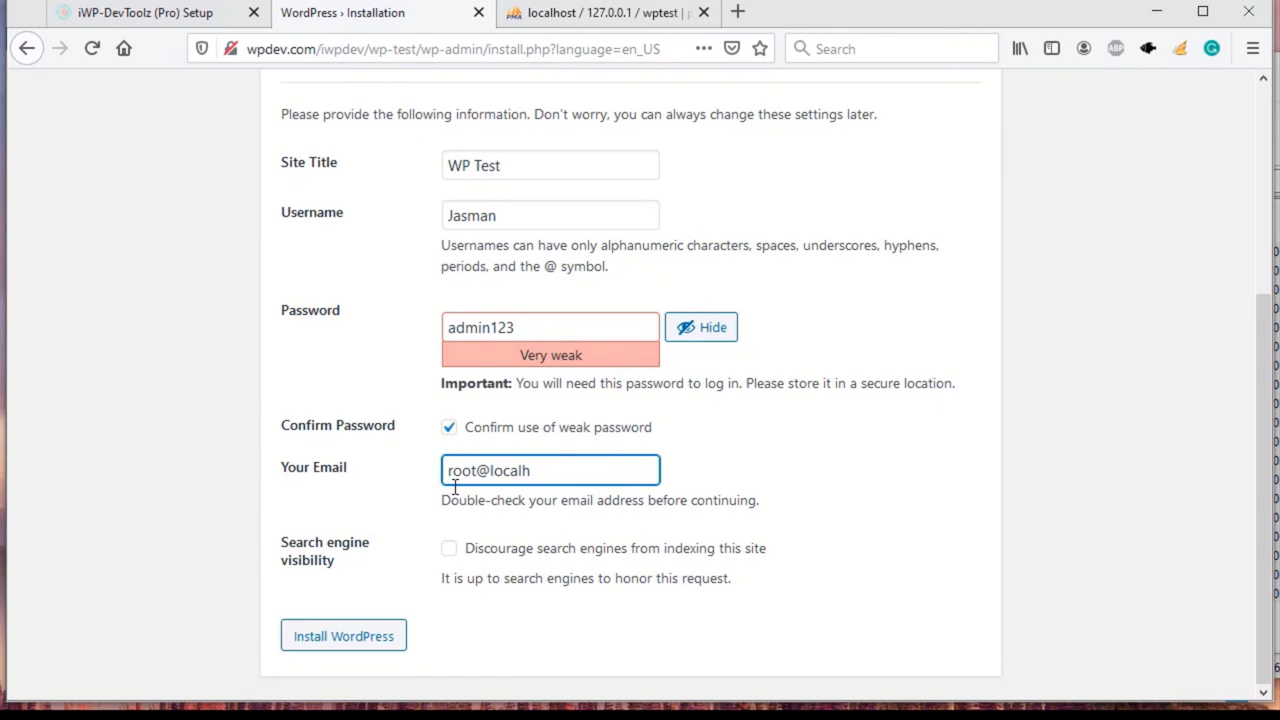 iWP-DevToolz (Pro) Setup
WordPress › Installation
PMA localhost / 127.0.0.1 / wptest |
wpdev.com/iwpdev/wp-test/wp-admin/install.php?language=en_US
Search
ABP
Please provide the following information. Don't worry, you can always change these settings later.
Site Title
WP Test
Username
Jasman
Usernames can have only alphanumeric characters, spaces, underscores, hyphens,
periods, and the @ symbol.
Password
admin123
Hide
Very weak
Important: You will need this password to log in. Please store it in a secure location.
Confirm Password
Confirm use of weak password
Your Email
root@localh
Double-check your email address before continuing.
Search engine
visibility
Discourage search engines from indexing this site
It is up to search engines to honor this request.
Install WordPress